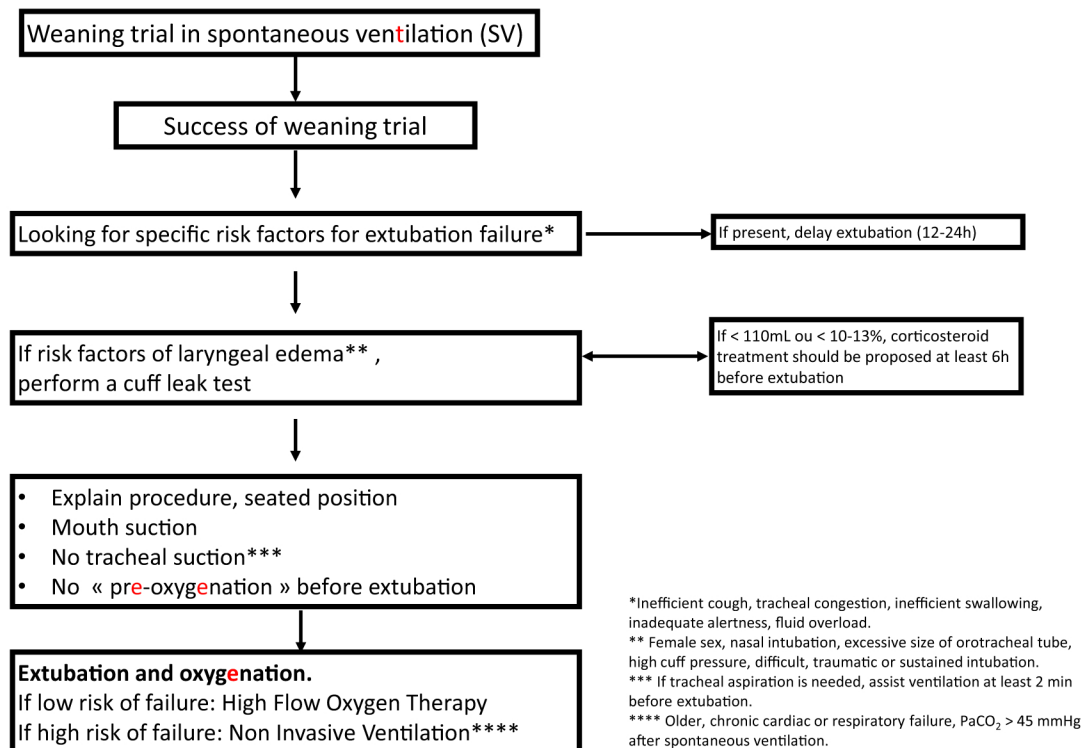 Weaning trial in spontaneous ventilation (SV)
Success of weaning trial
Looking for specific risk factors for extubation failure*
If present, delay extubation (12-24h)
If risk factors of laryngeal edema** ,
perform a cuff leak test
If < 110mL ou < 10-13%, corticosteroid
treatment should be proposed at least 6h
before extubation
• Explain procedure, seated position
• Mouth suction
• No tracheal suction***
• No « pre-oxygenation » before extubation
Extubation and oxygenation.
If low risk of failure: High Flow Oxygen Therapy
If high risk of failure: Non Invasive Ventilation****
*Inefficient cough, tracheal congestion, inefficient swallowing,
inadequate alertness, fluid overload.
** Female sex, nasal intubation, excessive size of orotracheal tube,
high cuff pressure, difficult, traumatic or sustained intubation.
*** If tracheal aspiration is needed, assist ventilation at least 2 min
before extubation.
**** Older, chronic cardiac or respiratory failure, PaCO₂ > 45 mmHg
after spontaneous ventilation.